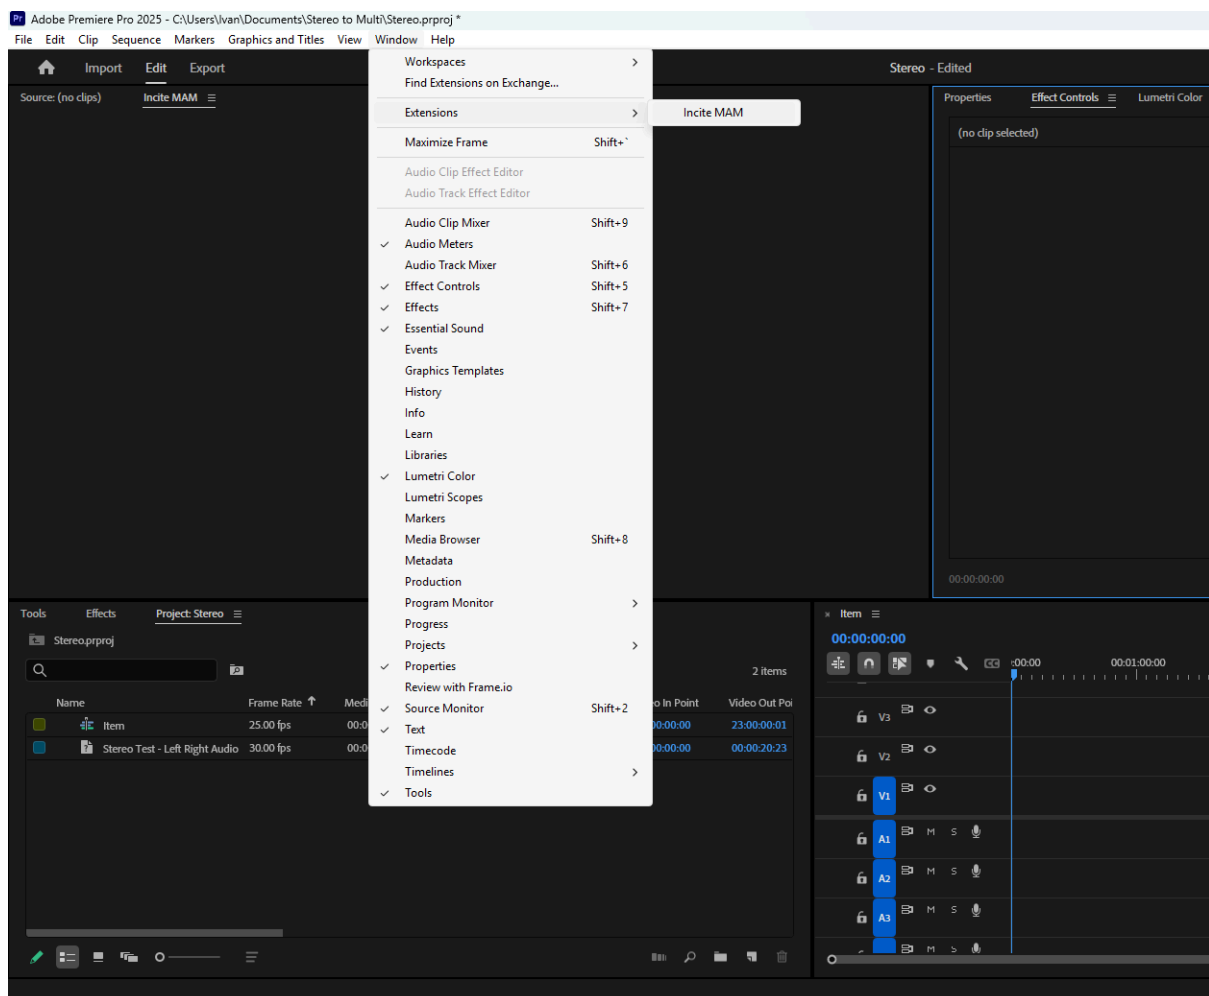 Pr Adobe Premiere Pro 2025 - C:\Users\Ivan\Documents\Stereo to Multi\Stereo.prproj *
File Edit Clip Sequence Markers Graphics and Titles View Window Help
Import Edit Export
Stereo - Edited
Source: (no clips) Incite MAM
Workspaces
Find Extensions on Exchange...
Extensions
Incite MAM
Maximize Frame Shift+`
Audio Clip Effect Editor
Audio Track Effect Editor
Audio Clip Mixer Shift+9
Audio Meters
Audio Track Mixer Shift+6
Effect Controls Shift+5
Effects Shift+7
Essential Sound
Events
Graphics Templates
History
Info
Learn
Libraries
Lumetri Color
Lumetri Scopes
Markers
Media Browser Shift+8
Metadata
Production
Program Monitor
Progress
Projects
Properties
Review with Frame.io
Source Monitor Shift+2
Text
Timecode
Timelines
Tools
Properties Effect Controls Lumetri Color
(no clip selected)
00:00:00:00
Tools Effects Project: Stereo
Stereo.prproj
2 items
Name Frame Rate Medi o In Point Video Out Poi
Item 25.00 fps 00:0 00:00:00 23:00:00:01
Stereo Test - Left Right Audio 30.00 fps 00:0 00:00:00 00:00:20:23
Item
00:00:00:00
CC :00:00 00:01:00:00
V3
V2
V1
A1 M S
A2 M S
A3 M S
M S